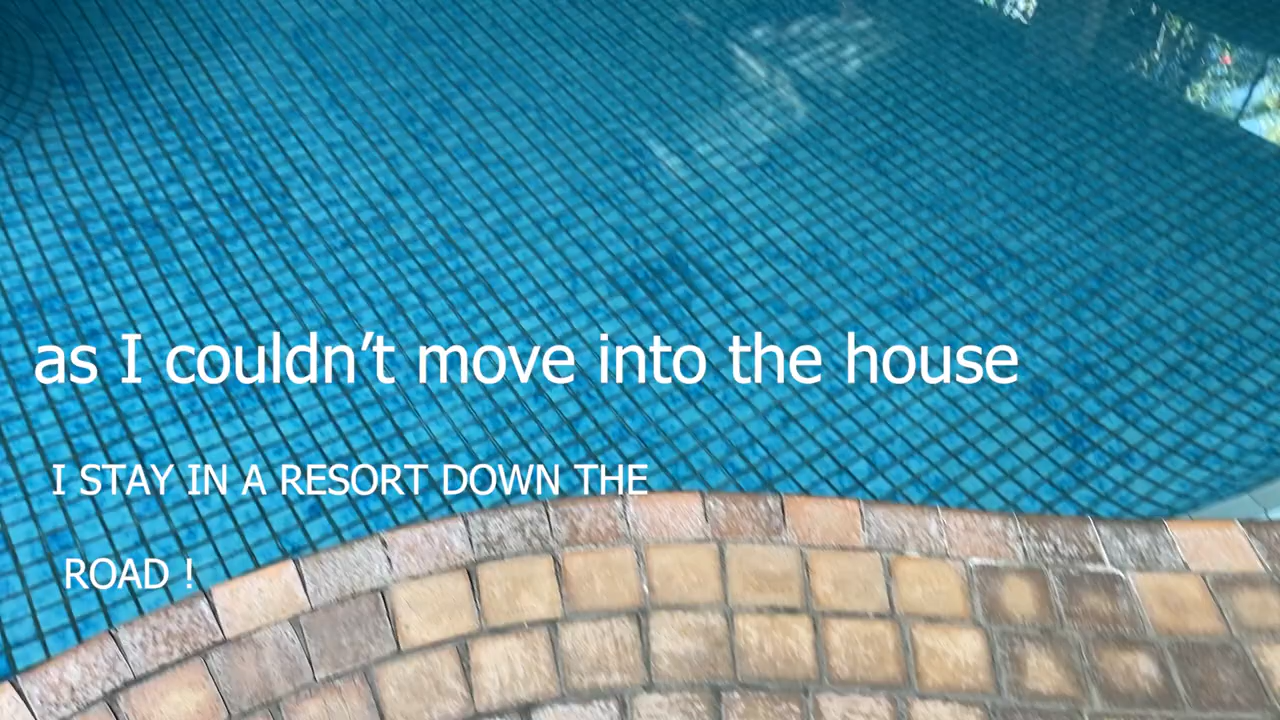 as I couldn’t move into the house
I STAY IN A RESORT DOWN THE
ROAD !